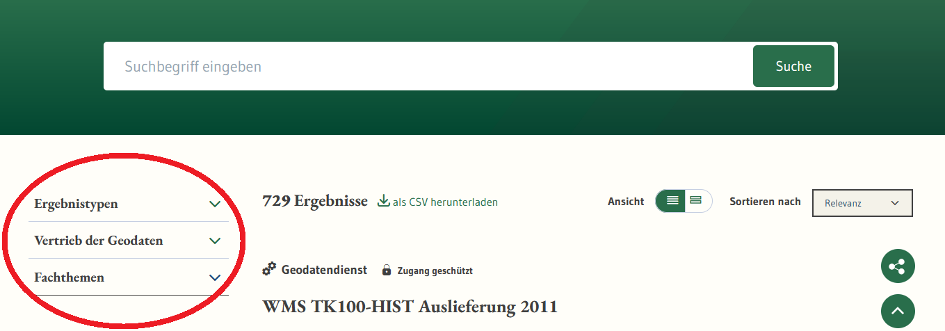 Suchbegriff eingeben
Suche
Ergebnistypen
Vertrieb der Geodaten
Fachthemen
729 Ergebnisse als CSV herunterladen
Ansicht
Sortieren nach
Relevanz
Geodatendienst Zugang geschützt
WMS TK100-HIST Auslieferung 2011